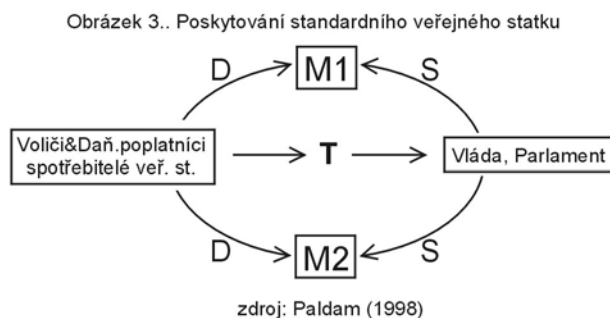 Obrázek 3.. Poskytování standardního veřejného statku
D
M1
S
Voliči&Daň.poplatníci
spotřebitelé veř. st.
T
Vláda, Parlament
D
M2
S
zdroj: Paldam (1998)